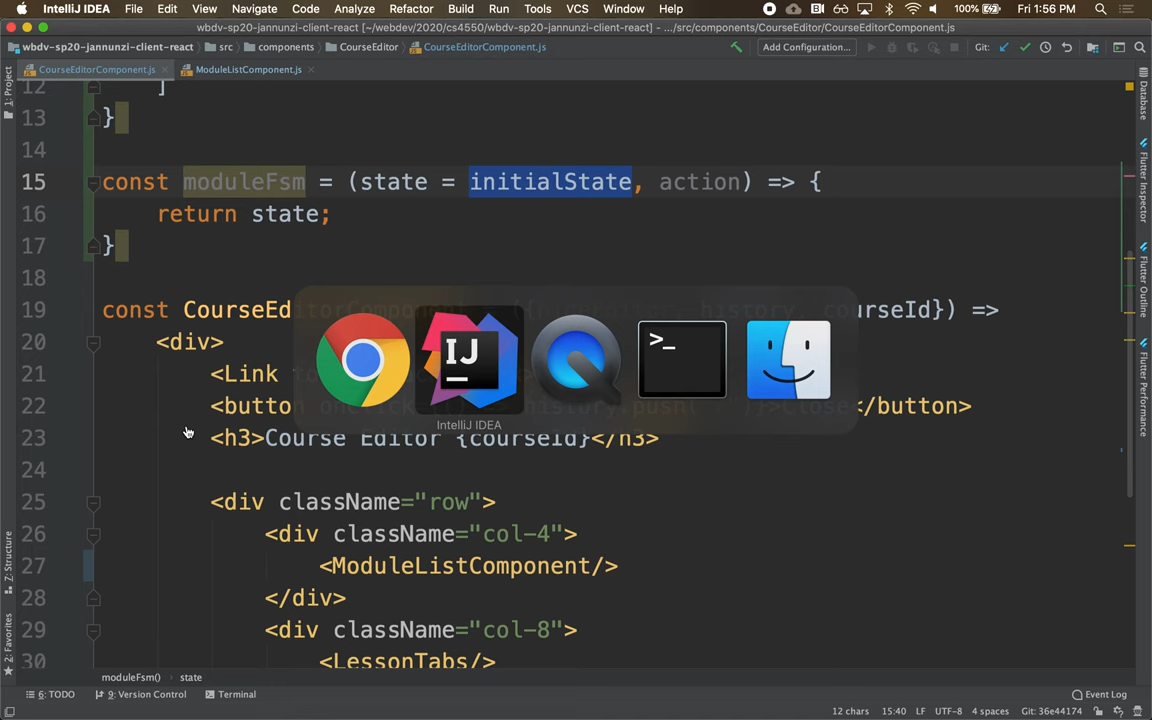 IntelliJ IDEA File Edit View Navigate Code Analyze Refactor Build Run Tools VCS Window Help 100% Fri 1:56 PM
wbdv-sp20-jannunzi-client-react [~/webdev/2020/cs4550/wbdv-sp20-jannunzi-client-react] - .../src/components/CourseEditor/CourseEditorComponent.js
wbdv-sp20-jannunzi-client-react src components CourseEditor CourseEditorComponent.js Add Configuration... Git:
CourseEditorComponent.js ModuleListComponent.js
1: Project
Z: Structure
2: Favorites
Database
Flutter Inspector
Flutter Outline
Flutter Performance
12 ]
13 }
14
15 const moduleFsm = (state = initialState, action) => {
16 return state;
17 }
18
19 const CourseEditorComponent history, courseId}) =>
20 <div>
21 <Link
22 <button history.push( Close</button>
23 <h3>Course Editor {courseId}</h3>
24
25 <div className="row">
26 <div className="col-4">
27 <ModuleListComponent/>
28 </div>
29 <div className="col-8">
30 <LessonTabs/>
IJ
>_
IntelliJ IDEA
moduleFsm() state
6: TODO 9: Version Control Terminal Event Log
12 chars 15:40 LF UTF-8 4 spaces Git: 36e44174